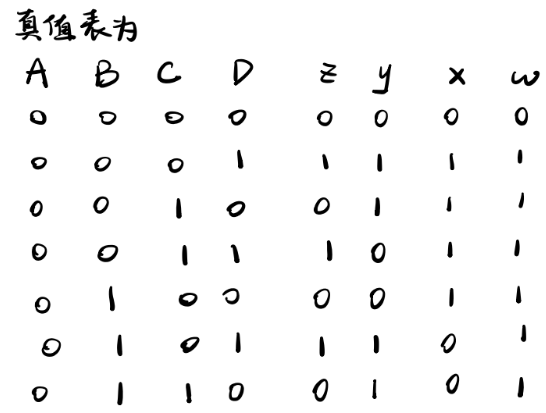 真值表为
A B C D z y x w
0 0 0 0 0 0 0 0
0 0 0 1 1 1 1 1
0 0 1 0 0 1 1 1
0 0 1 1 1 0 1 1
0 1 0 0 0 0 1 1
0 1 0 1 1 1 0 1
0 1 1 0 0 1 0 1